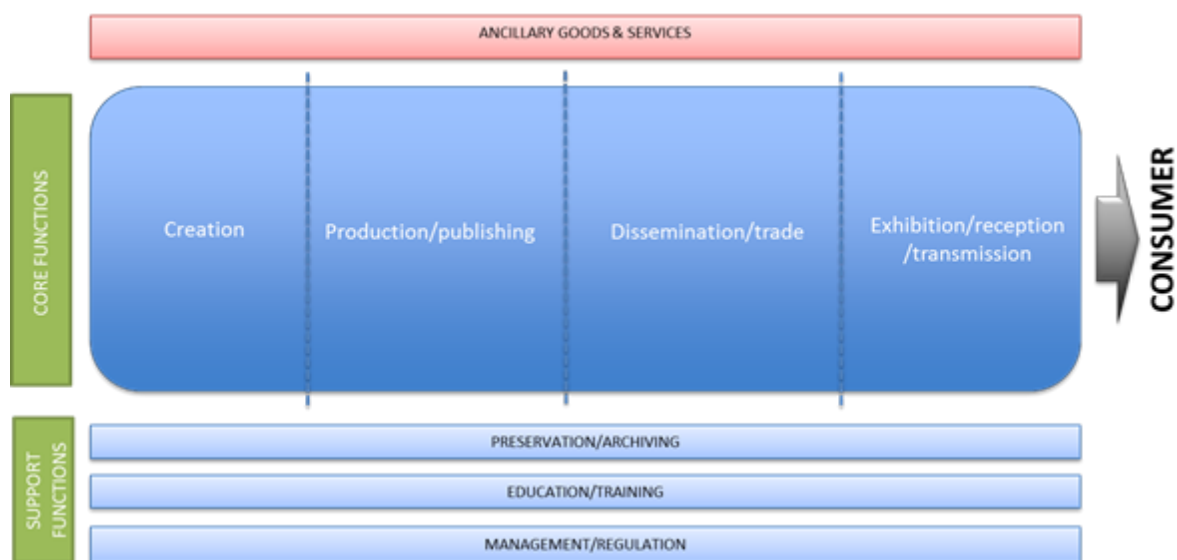 ANCILLARY GOODS & SERVICES
CORE FUNCTIONS
Creation
Production/publishing
Dissemination/trade
Exhibition/reception
/transmission
CONSUMER
SUPPORT
FUNCTIONS
PRESERVATION/ARCHIVING
EDUCATION/TRAINING
MANAGEMENT/REGULATION